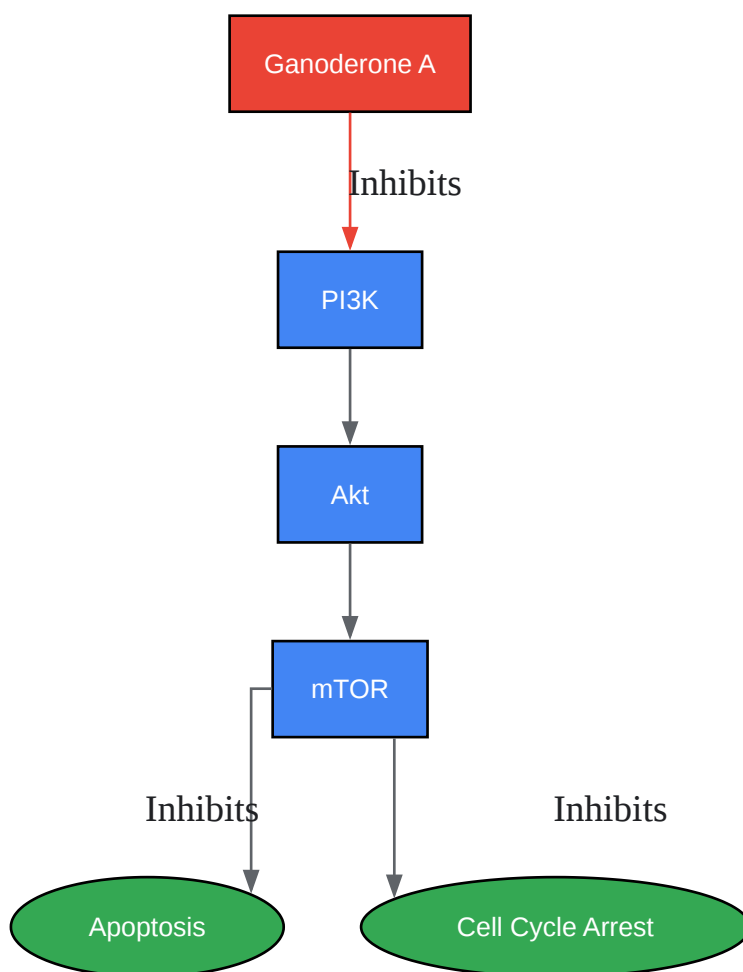 Ganoderone A
Inhibits
PI3K
Akt
mTOR
Inhibits
Inhibits
Apoptosis
Cell Cycle Arrest